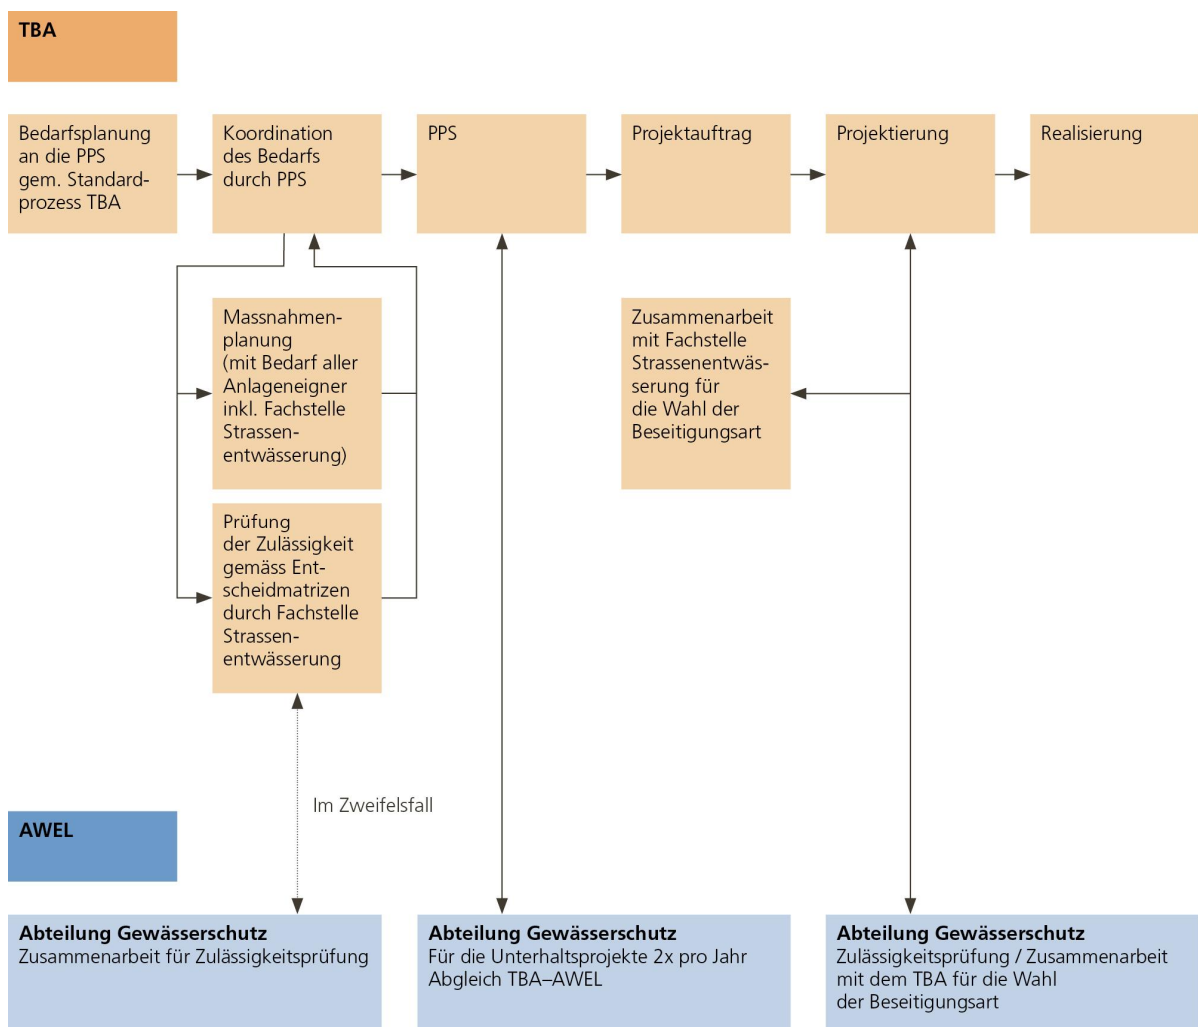 TBA
Bedarfsplanung
an die PPS
gem. Standard-
prozess TBA
Koordination
des Bedarfs
durch PPS
PPS
Projektauftrag
Projektierung
Realisierung
Massnahmen-
planung
(mit Bedarf aller
Anlageneigner
inkl. Fachstelle
Strassen-
entwässerung)
Zusammenarbeit
mit Fachstelle
Strassenentwäs-
serung für
die Wahl der
Beseitigungsart
Prüfung
der Zulässigkeit
gemäss Ent-
scheidmatrizen
durch Fachstelle
Strassen-
entwässerung
Im Zweifelsfall
AWEL
Abteilung Gewässerschutz
Zusammenarbeit für Zulässigkeitsprüfung
Abteilung Gewässerschutz
Für die Unterhaltsprojekte 2x pro Jahr
Abgleich TBA–AWEL
Abteilung Gewässerschutz
Zulässigkeitsprüfung / Zusammenarbeit
mit dem TBA für die Wahl
der Beseitigungsart